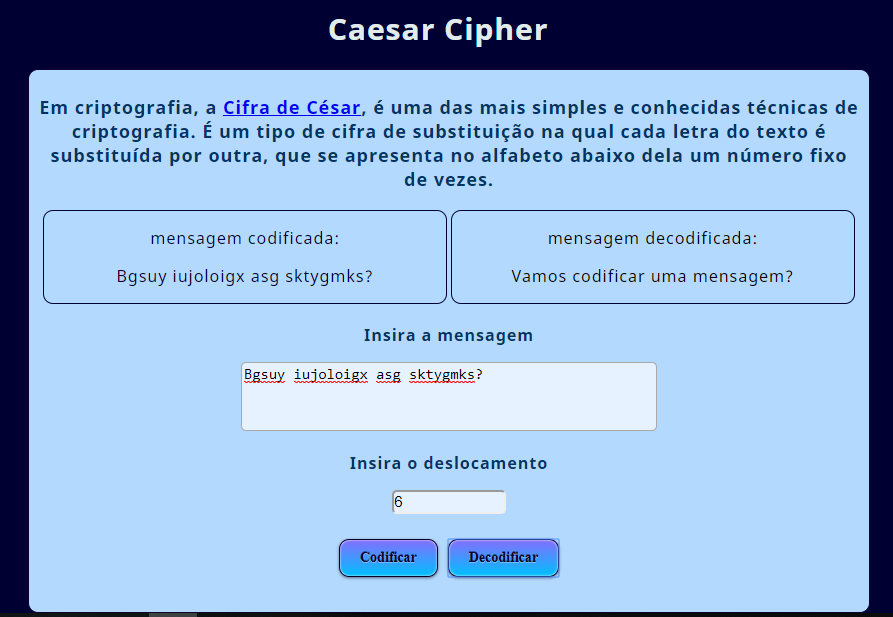 Caesar Cipher
Em criptografia, a Cifra de César, é uma das mais simples e conhecidas técnicas de
criptografia. É um tipo de cifra de substituição na qual cada letra do texto é
substituída por outra, que se apresenta no alfabeto abaixo dela um número fixo
de vezes.
mensagem codificada:
Bgsuy iujoloigx asg sktygmks?
mensagem decodificada:
Vamos codificar uma mensagem?
Insira a mensagem
Bgsuy iujoloigx asg sktygmks?
Insira o deslocamento
6
Codificar
Decodificar